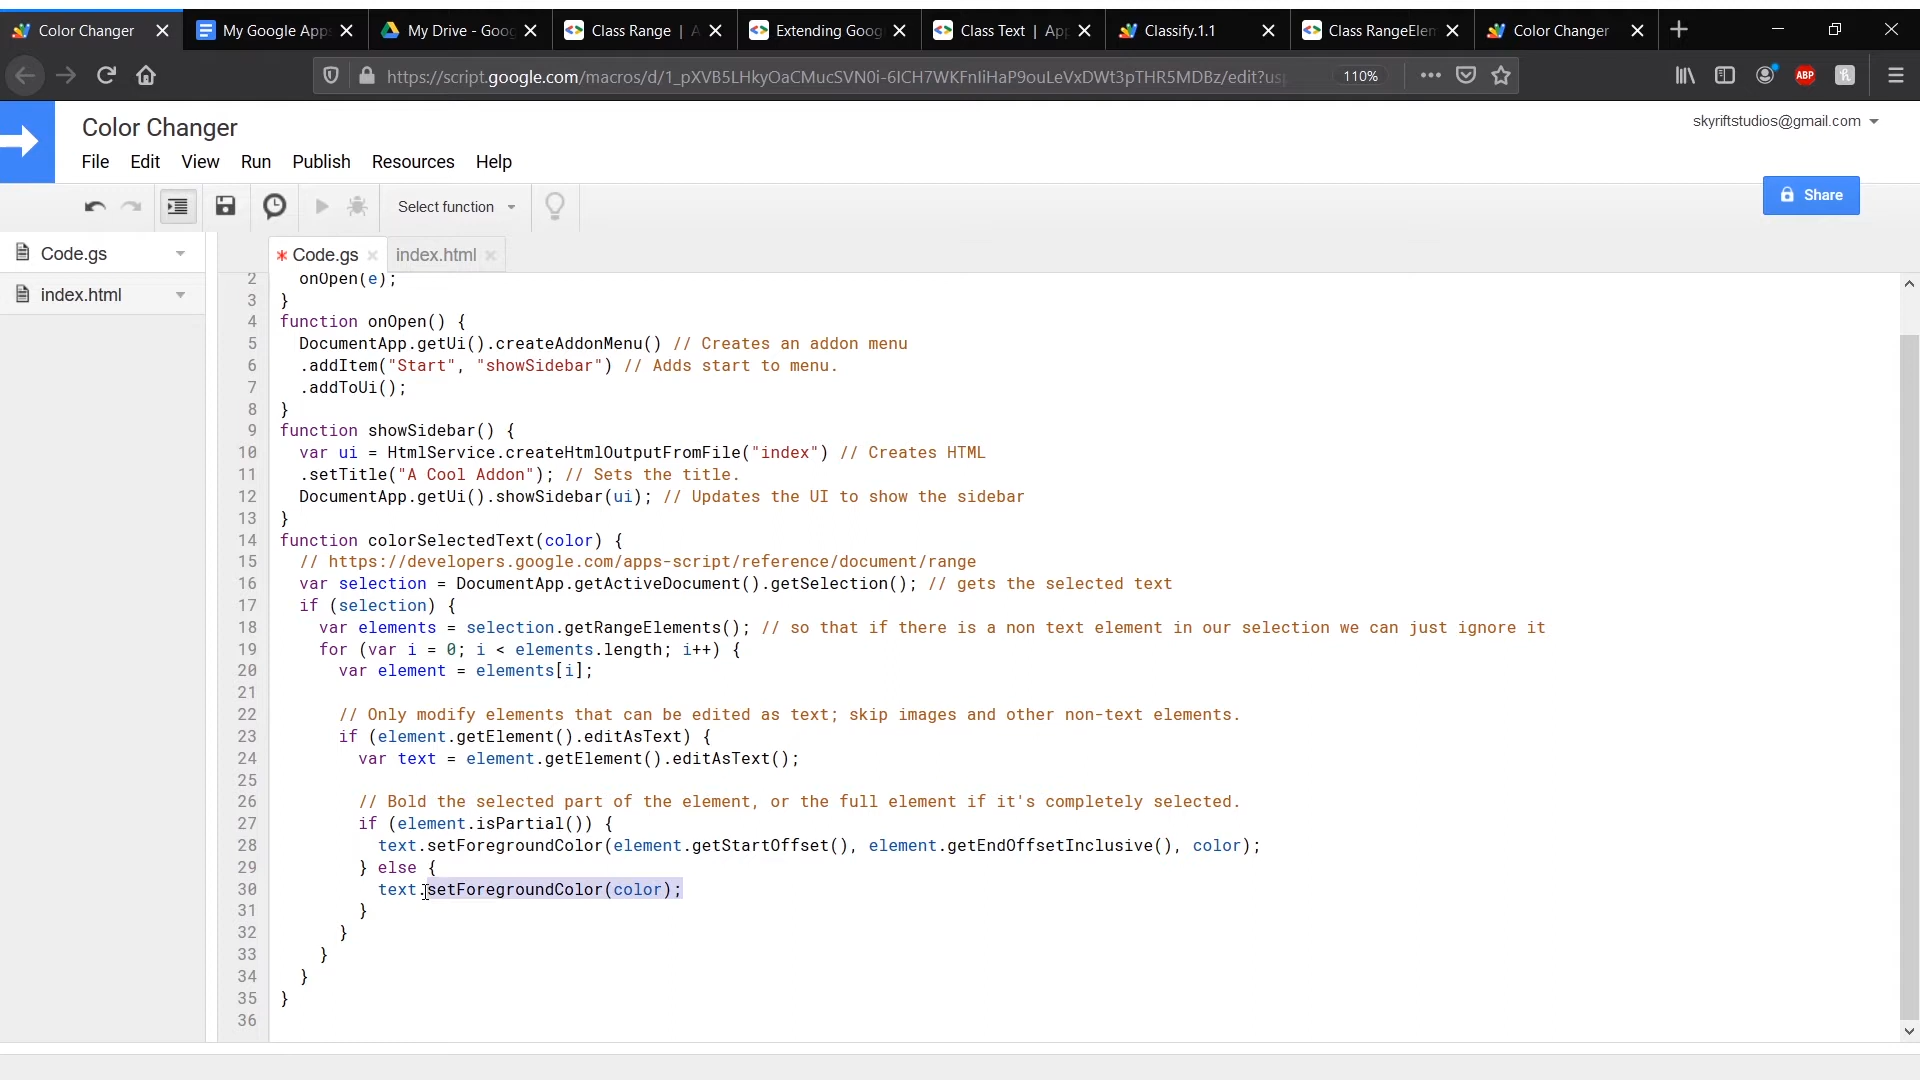 Color Changer
My Google App
My Drive - Goog
Class Range | A
Extending Goog
Class Text | App
Classify.1.1
Class RangeElem
Color Changer
110%
ABP
Color Changer
skyriftstudios@gmail.com
File Edit View Run Publish Resources Help
Share
Select function
Code.gs
index.html
* Code.gs
index.html
2 onOpen(e);
3 }
4 function onOpen() {
5 DocumentApp.getUi().createAddonMenu() // Creates an addon menu
6 .addItem("Start", "showSidebar") // Adds start to menu.
7 .addToUi();
8 }
9 function showSidebar() {
10 var ui = HtmlService.createHtmlOutputFromFile("index") // Creates HTML
11 .setTitle("A Cool Addon"); // Sets the title.
12 DocumentApp.getUi().showSidebar(ui); // Updates the UI to show the sidebar
13 }
14 function colorSelectedText(color) {
15 // https://developers.google.com/apps-script/reference/document/range
16 var selection = DocumentApp.getActiveDocument().getSelection(); // gets the selected text
17 if (selection) {
18 var elements = selection.getRangeElements(); // so that if there is a non text element in our selection we can just ignore it
19 for (var i = 0; i < elements.length; i++) {
20 var element = elements[i];
21
22 // Only modify elements that can be edited as text; skip images and other non-text elements.
23 if (element.getElement().editAsText) {
24 var text = element.getElement().editAsText();
25
26 // Bold the selected part of the element, or the full element if it's completely selected.
27 if (element.isPartial()) {
28 text.setForegroundColor(element.getStartOffset(), element.getEndOffsetInclusive(), color);
29 } else {
30 text.setForegroundColor(color);
31 }
32 }
33 }
34 }
35 }
36